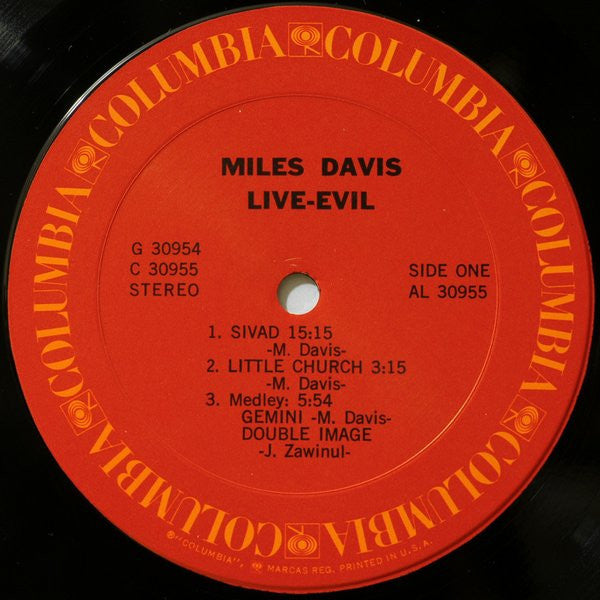 COLUMBIA COLUMBIA COLUMBIA COLUMBIA COLUMBIA COLUMBIA
MILES DAVIS
LIVE-EVIL
G 30954
C 30955
STEREO
SIDE ONE
AL 30955
1. SIVAD 15:15
-M. Davis-
2. LITTLE CHURCH 3:15
-M. Davis-
3. Medley: 5:54
GEMINI -M. Davis-
DOUBLE IMAGE
-J. Zawinul-
®"COLUMBIA", MARCAS REG. PRINTED IN U.S.A.